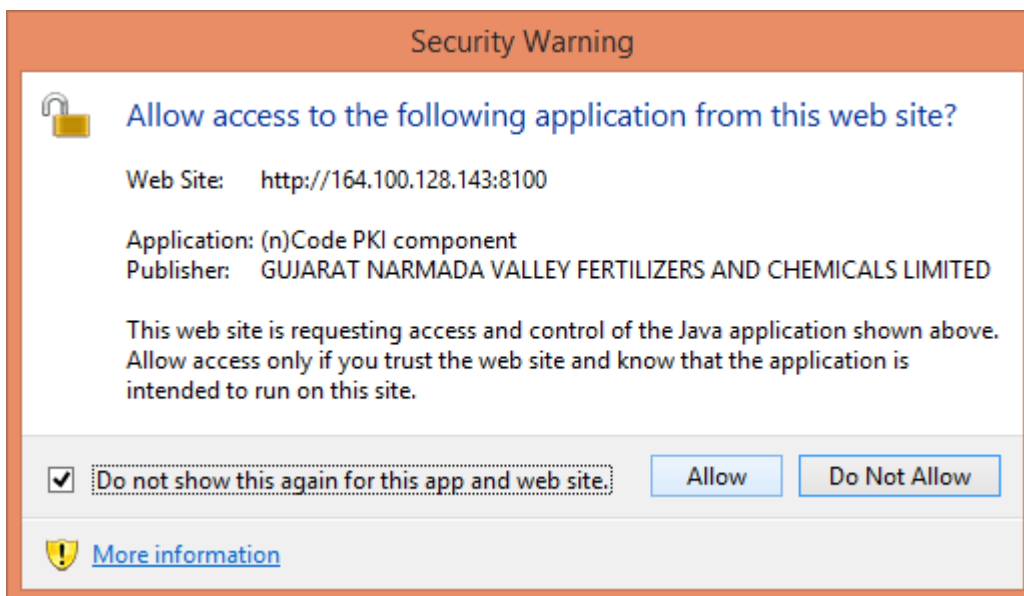 Security Warning
Allow access to the following application from this web site?
Web Site: http://164.100.128.143:8100
Application: (n)Code PKI component
Publisher: GUJARAT NARMADA VALLEY FERTILIZERS AND CHEMICALS LIMITED
This web site is requesting access and control of the Java application shown above.
Allow access only if you trust the web site and know that the application is
intended to run on this site.
Do not show this again for this app and web site. Allow Do Not Allow
More information